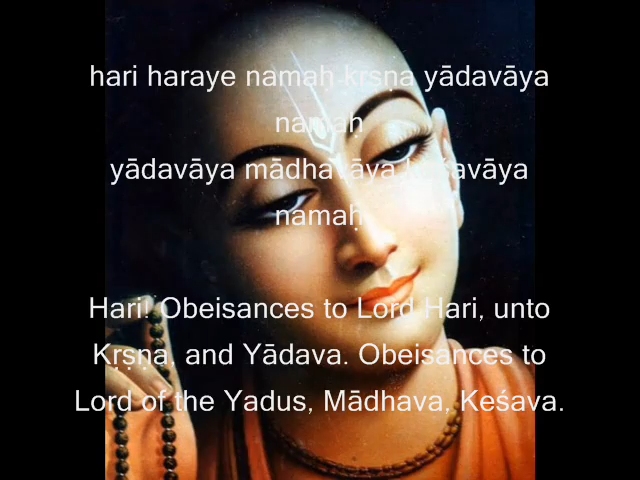 hari haraye namaḥ kṛṣṇa yādavāya
namaḥ
yādavāya mādhavāya keśavāya
namaḥ
Hari! Obeisances to Lord Hari, unto
Kṛṣṇa, and Yādava. Obeisances to
Lord of the Yadus, Mādhava, Keśava.